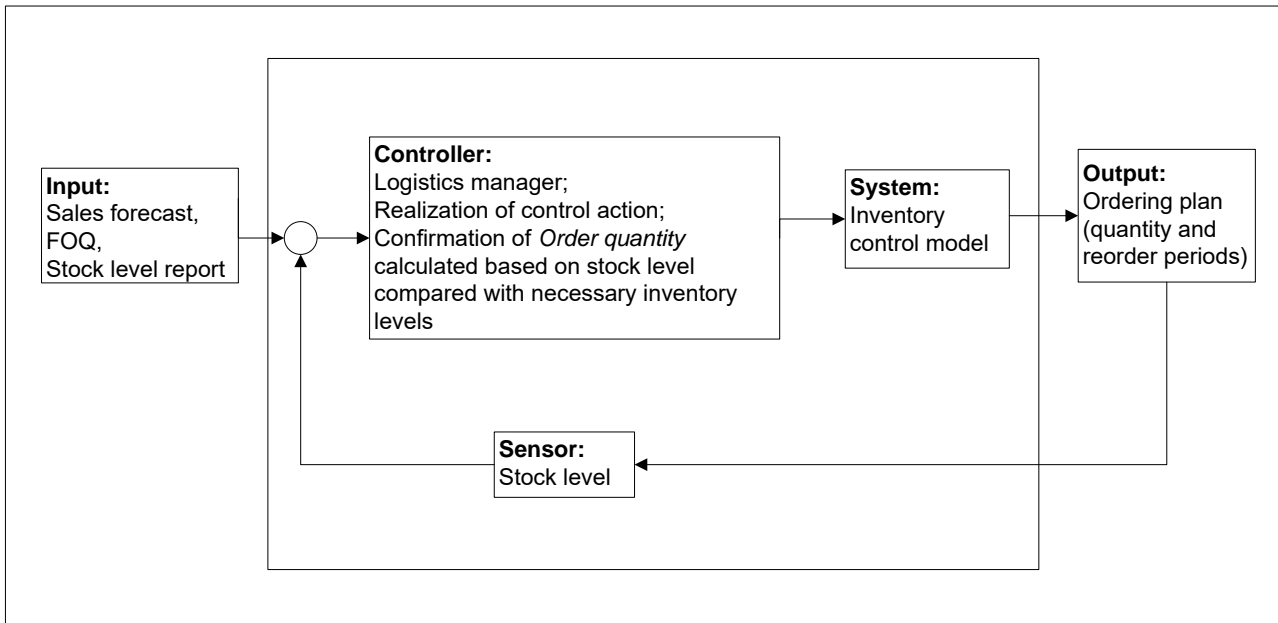 Input:
Sales forecast,
FOQ,
Stock level report
Controller:
Logistics manager;
Realization of control action;
Confirmation of Order quantity
calculated based on stock level
compared with necessary inventory
levels
System:
Inventory
control model
Output:
Ordering plan
(quantity and
reorder periods)
Sensor:
Stock level